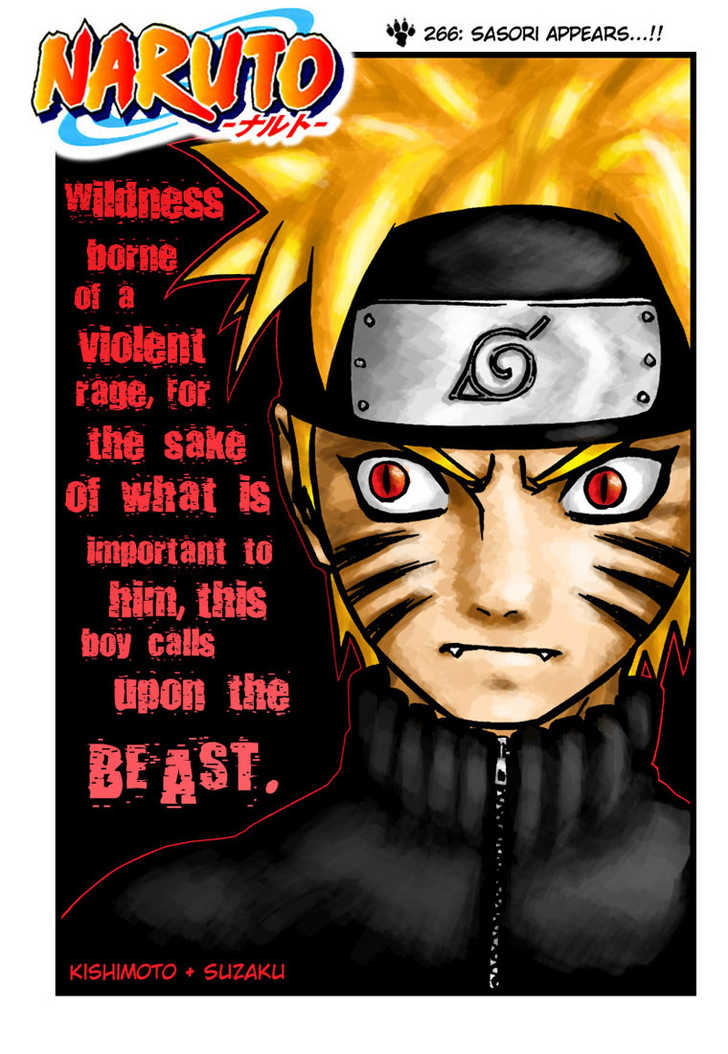 NARUTO
-ナルト-
266: SASORI APPEARS...!!
Wildness
borne
of a
violent
rage, For
the sake
of what is
important to
him, this
boy calls
upon the
BEAST.
KISHIMOTO + SUZAKU